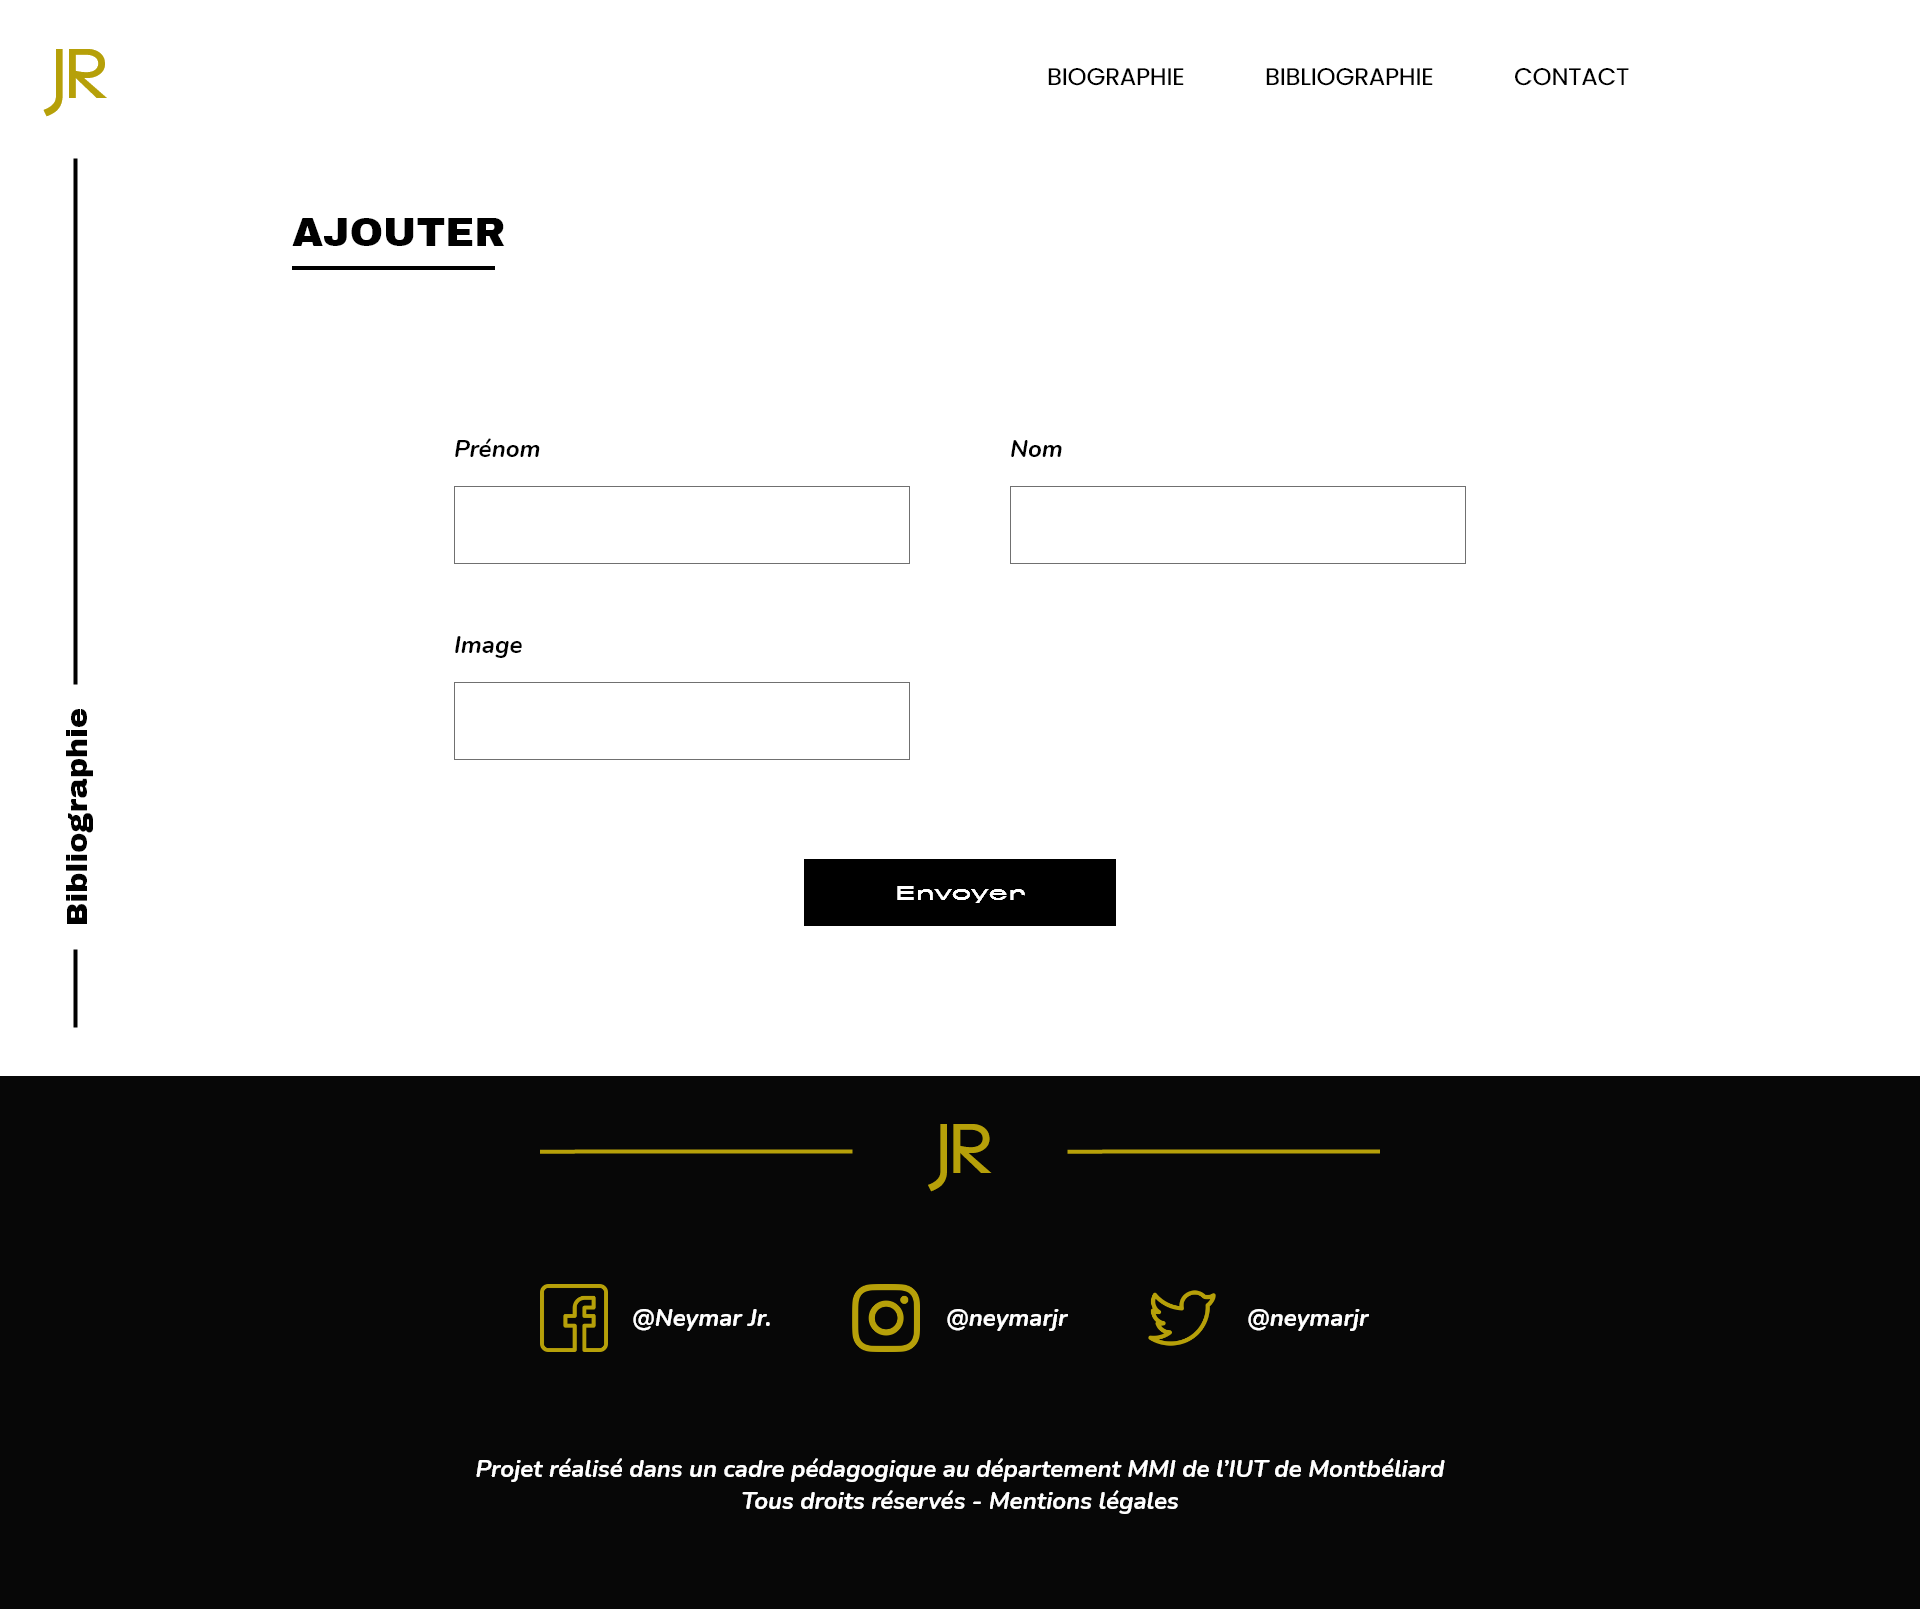 JR
BIOGRAPHIE
BIBLIOGRAPHIE
CONTACT
AJOUTER
Prénom
Nom
Image
Bibliographie
Envoyer
JR
@Neymar Jr.
@neymarjr
@neymarjr
Projet réalisé dans un cadre pédagogique au département MMI de l’IUT de Montbéliard
Tous droits réservés - Mentions légales